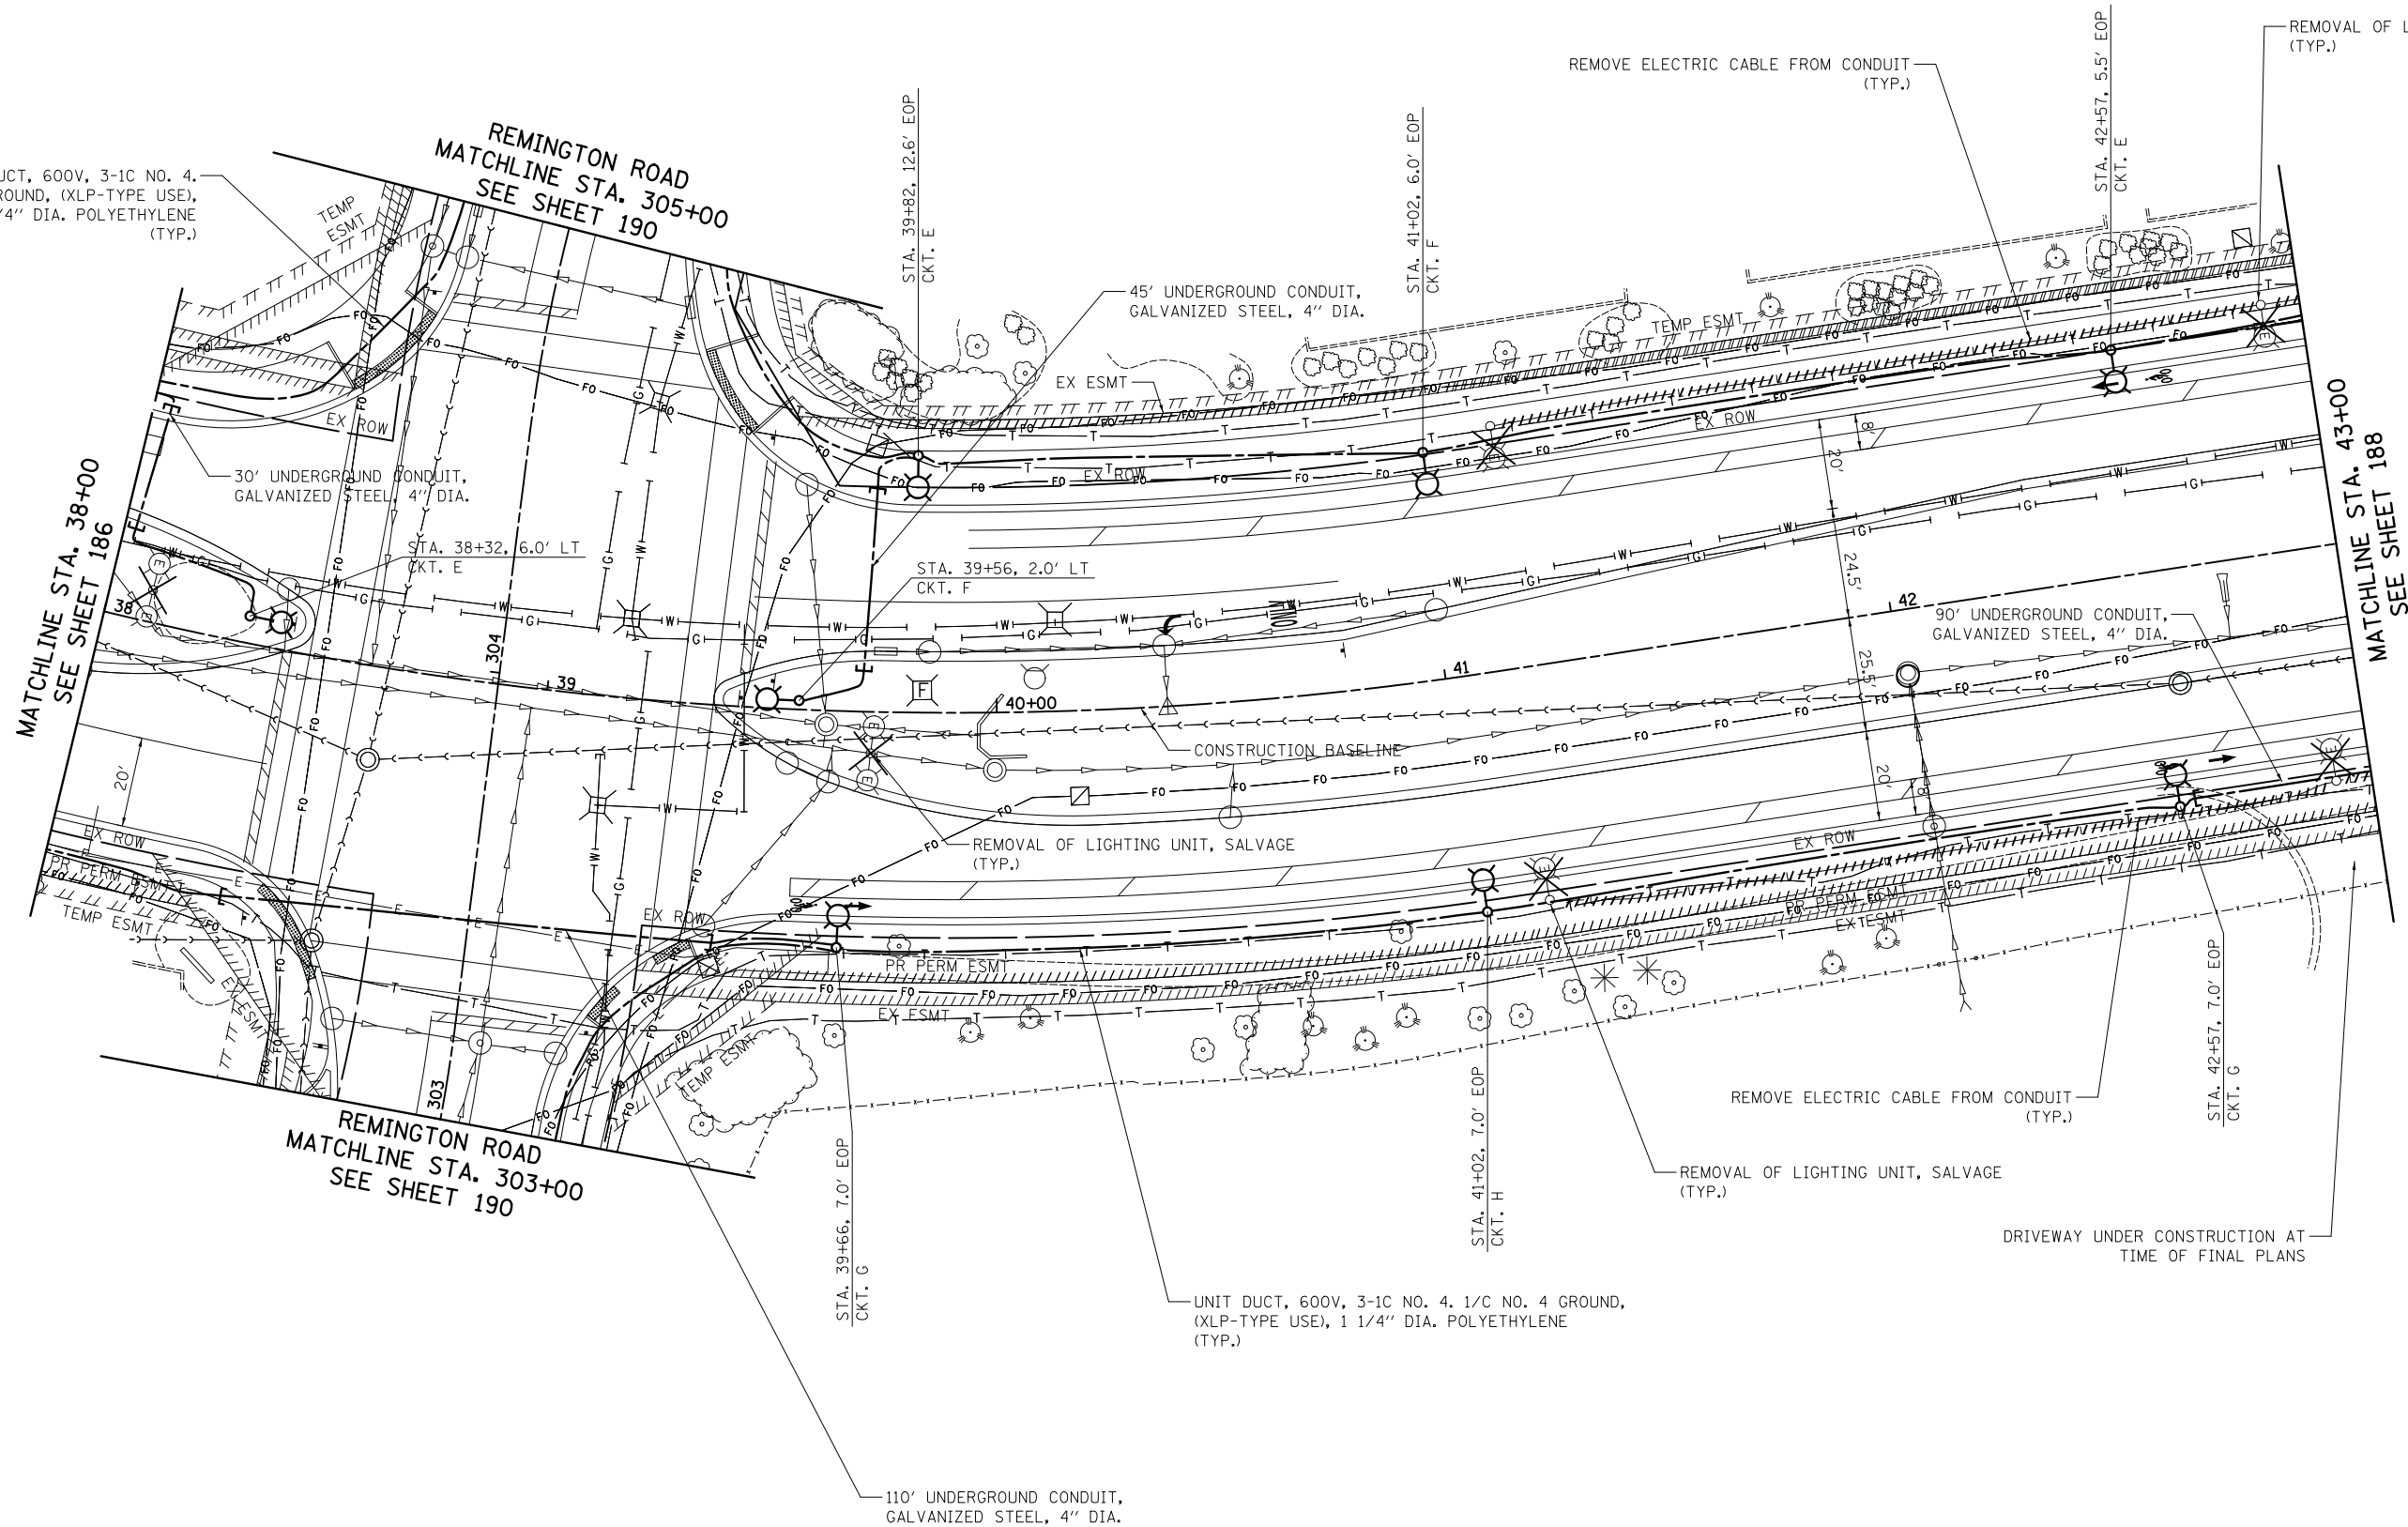 REMOVAL OF L
(TYP.)
REMOVE ELECTRIC CABLE FROM CONDUIT
(TYP.)
STA. 42+57, 5.5' EOP
CKT. E
STA. 39+82, 12.6' EOP
CKT. E
STA. 41+02, 6.0' EOP
CKT. F
REMINGTON ROAD
MATCHLINE STA. 305+00
SEE SHEET 190
UCT, 600V, 3-1C NO. 4.
ROUND, (XLP-TYPE USE),
/4" DIA. POLYETHYLENE
(TYP.)
TEMP
ESMT
45' UNDERGROUND CONDUIT,
GALVANIZED STEEL, 4" DIA.
TEMP ESMT
EX ESMT
EX ROW
EX ROW
EX ROW
30' UNDERGROUND CONDUIT,
GALVANIZED STEEL, 4" DIA.
MATCHLINE STA. 38+00
SEE SHEET 186
MATCHLINE STA. 43+00
SEE SHEET 188
STA. 38+32, 6.0' LT
CKT. E
STA. 39+56, 2.0' LT
CKT. F
8'
20'
24.5'
25.5'
20'
8'
38
304
39
40+00
41
42
90' UNDERGROUND CONDUIT,
GALVANIZED STEEL, 4" DIA.
CONSTRUCTION BASELINE
20'
REMOVAL OF LIGHTING UNIT, SALVAGE
(TYP.)
EX ROW
PR PERM ESMT
TEMP ESMT
EX ESMT
EX ROW
EX ROW
PR PERM ESMT
EX ESMT
PR PERM ESMT
EX ESMT
TEMP ESMT
303
REMINGTON ROAD
MATCHLINE STA. 303+00
SEE SHEET 190
STA. 39+66, 7.0' EOP
CKT. G
STA. 41+02, 7.0' EOP
CKT. H
STA. 42+57, 7.0' EOP
CKT. G
REMOVE ELECTRIC CABLE FROM CONDUIT
(TYP.)
REMOVAL OF LIGHTING UNIT, SALVAGE
(TYP.)
DRIVEWAY UNDER CONSTRUCTION AT
TIME OF FINAL PLANS
UNIT DUCT, 600V, 3-1C NO. 4. 1/C NO. 4 GROUND,
(XLP-TYPE USE), 1 1/4" DIA. POLYETHYLENE
(TYP.)
110' UNDERGROUND CONDUIT,
GALVANIZED STEEL, 4" DIA.